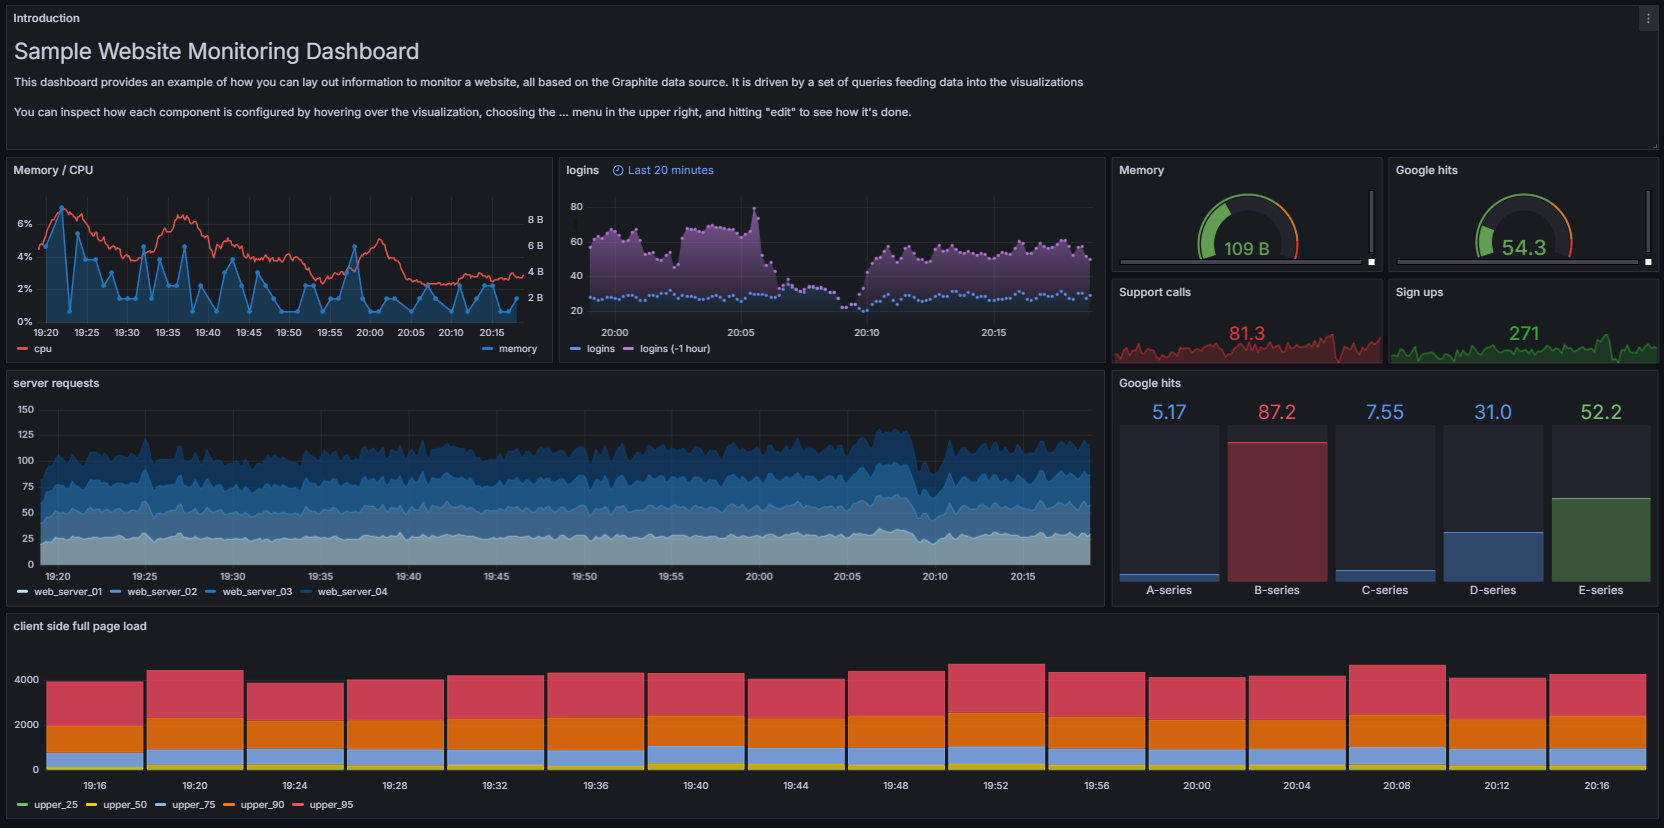 Introduction
Sample Website Monitoring Dashboard
This dashboard provides an example of how you can lay out information to monitor a website, all based on the Graphite data source. It is driven by a set of queries feeding data into the visualizations
You can inspect how each component is configured by hovering over the visualization, choosing the ... menu in the upper right, and hitting "edit" to see how it's done.
Memory / CPU
6%
4%
2%
0%
8 B
6 B
4 B
2 B
19:20 19:25 19:30 19:35 19:40 19:45 19:50 19:55 20:00 20:05 20:10 20:15
cpu memory
logins Last 20 minutes
80
60
40
20
20:00 20:05 20:10 20:15
logins logins (-1 hour)
Memory
109 B
Google hits
54.3
Support calls
81.3
Sign ups
271
server requests
150
125
100
75
50
25
0
19:20 19:25 19:30 19:35 19:40 19:45 19:50 19:55 20:00 20:05 20:10 20:15
web_server_01 web_server_02 web_server_03 web_server_04
Google hits
5.17 87.2 7.55 31.0 52.2
A-series B-series C-series D-series E-series
client side full page load
4000
2000
0
19:16 19:20 19:24 19:28 19:32 19:36 19:40 19:44 19:48 19:52 19:56 20:00 20:04 20:08 20:12 20:16
upper_25 upper_50 upper_75 upper_90 upper_95